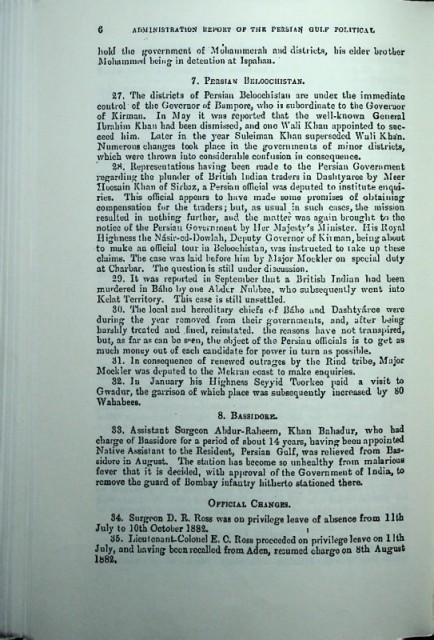 6 ADMINISTRATION REPORT OF THE PERSIAN GULF POLITICAL
hold the government of Mohammerah and districts, his elder brother
Mohammed being in detention at Ispahan.
7. PERSIAN BELOOCHISTAN.
27. The districts of Persian Beloochistan are under the immediate
control of the Governor of Bampore, who is subordinate to the Governor
of Kirman. In May it was reported that the well-known General
Ibrahim Khan had been dismissed, and one Wali Khan appointed to suc-
ceed him. Later in the year Suleiman Khan superseded Wali Khan.
Numerous changes took place in the governments of minor districts,
which were thrown into considerable confusion in consequence.
28. Representations having been made to the Persian Government
regarding the plunder of British Indian traders in Dashtyaree by Meer
Hoosain Khan of Sirbaz, a Persian official was deputed to institute enqui-
ries. This official appears to have made some promises of obtaining
compensation for the traders; but, as usual in such cases, the mission
resulted in nothing further, and the matter was again brought to the
notice of the Persian Government by Her Majesty's Minister. His Royal
Highness the Násir-ed-Dowlah, Deputy Governor of Kirman, being about
to make an official tour in Beloochistan, was instructed to take up these
claims. The case was laid before him by Major Mockler on special duty
at Charbar. The question is still under discussion.
29. It was reported in September that a British Indian had been
murdered in Báho by one Abder Nubbee, who subsequently went into
Kelat Territory. This case is still unsettled.
30. The local and hereditary chiefs of Báho and Dashtyáree were
during the year removed from their governments, and, after being
harshly treated and fined, reinstated. the reasons have not transpired,
but, as far as can be seen, the object of the Persian officials is to get as
much money out of each candidate for power in turn as possible.
31. In consequence of renewed outrages by the Rind tribe, Major
Mockler was deputed to the Mekran coast to make enquiries.
32. In January his Highness Seyyid Toorkee paid a visit to
Gwadur, the garrison of which place was subsequently increased by 80
Wahabees.
8. BASSIDORE.
33. Assistant Surgeon Abdur-Raheem, Khan Bahadur, who had
charge of Bassidore for a period of about 14 years, having been appointed
Native Assistant to the Resident, Persian Gulf, was relieved from Bas-
sidore in August. The station has become so unhealthy from malarious
fever that it is decided, with approval of the Government of India, to
remove the guard of Bombay infantry hitherto stationed there.
OFFICIAL CHANGES.
34. Surgeon D. R. Ross was on privilege leave of absence from 11th
July to 10th October 1882.
35. Lieutenant-Colonel E. C. Ross proceeded on privilege leave on 11th
July, and having been recalled from Aden, resumed charge on 8th August
1882.